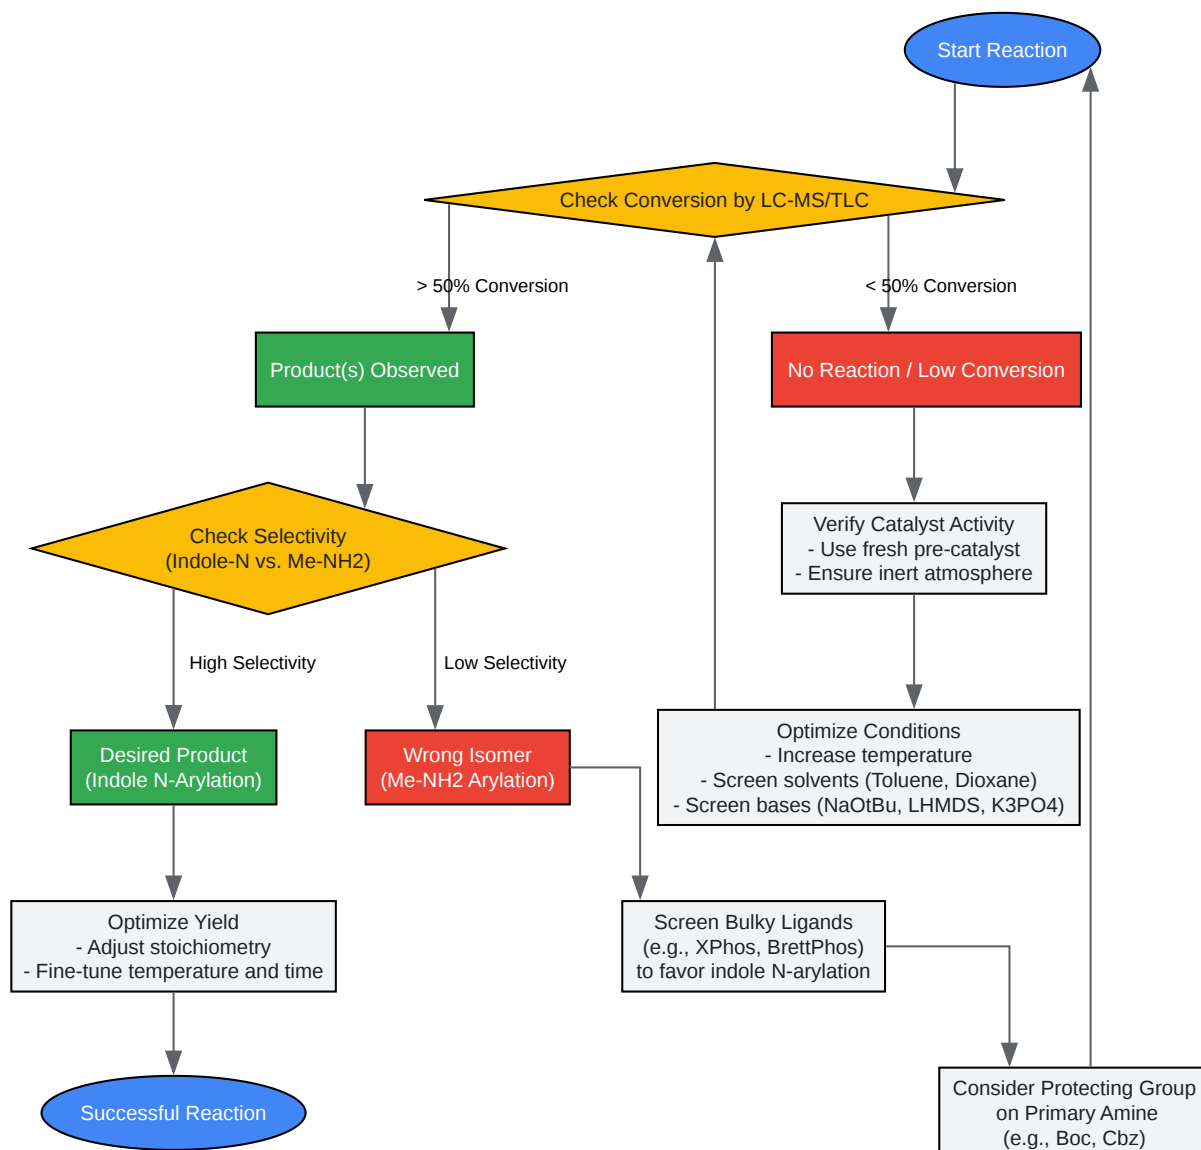 Start Reaction
Check Conversion by LC-MS/TLC
> 50% Conversion
< 50% Conversion
Product(s) Observed
No Reaction / Low Conversion
Check Selectivity
(Indole-N vs. Me-NH2)
Verify Catalyst Activity
- Use fresh pre-catalyst
- Ensure inert atmosphere
High Selectivity
Low Selectivity
Desired Product
(Indole N-Arylation)
Wrong Isomer
(Me-NH2 Arylation)
Optimize Conditions
- Increase temperature
- Screen solvents (Toluene, Dioxane)
- Screen bases (NaOtBu, LHMDS, K3PO4)
Optimize Yield
- Adjust stoichiometry
- Fine-tune temperature and time
Screen Bulky Ligands
(e.g., XPhos, BrettPhos)
to favor indole N-arylation
Successful Reaction
Consider Protecting Group
on Primary Amine
(e.g., Boc, Cbz)